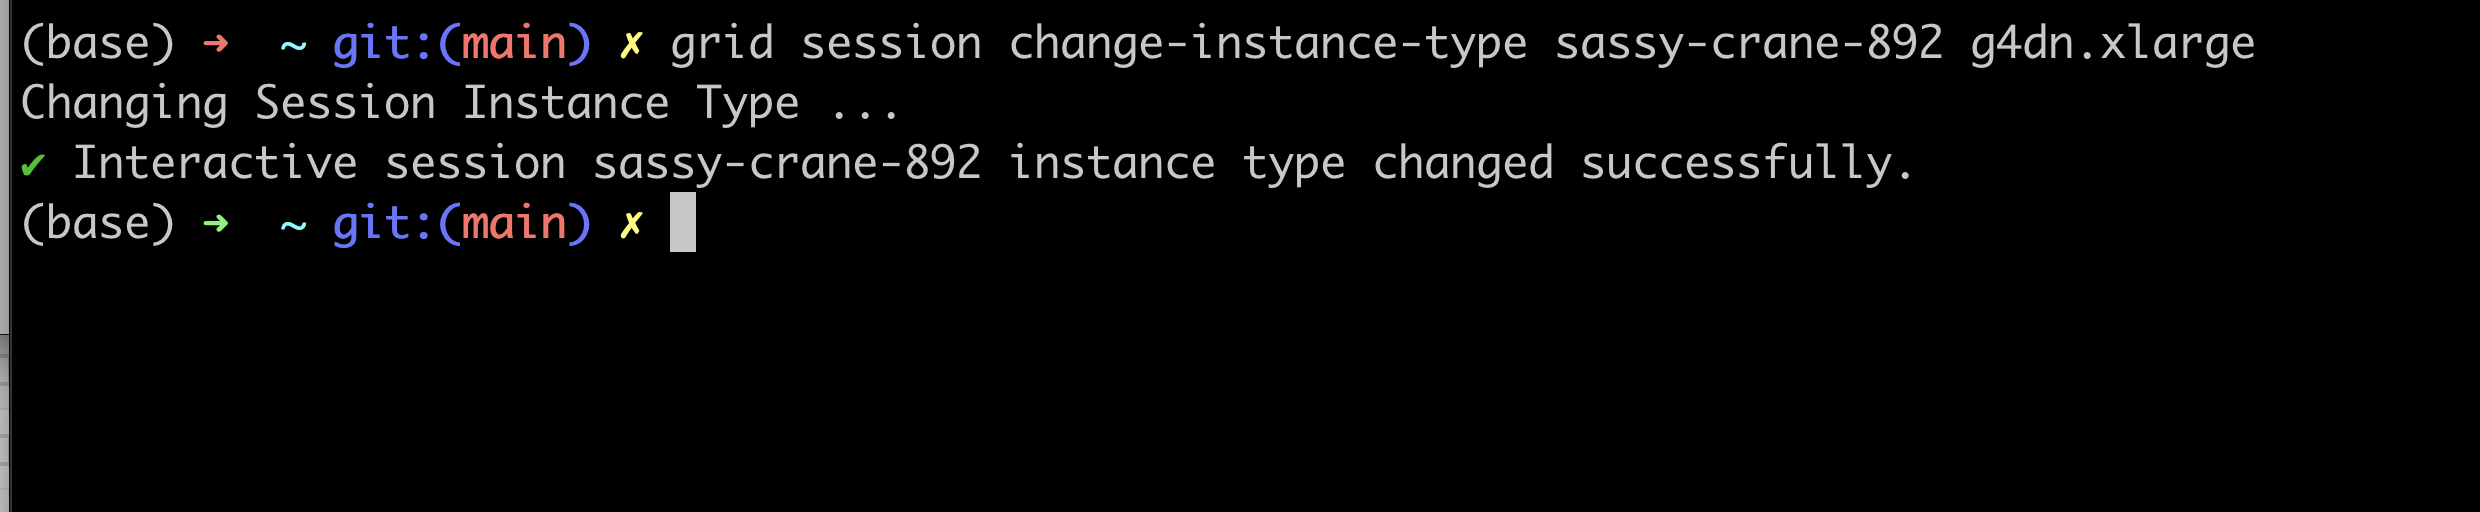 (base) ➜  ~ git:(main) ✗ grid session change-instance-type sassy-crane-892 g4dn.xlarge
Changing Session Instance Type ...
✔ Interactive session sassy-crane-892 instance type changed successfully.
(base) ➜  ~ git:(main) ✗